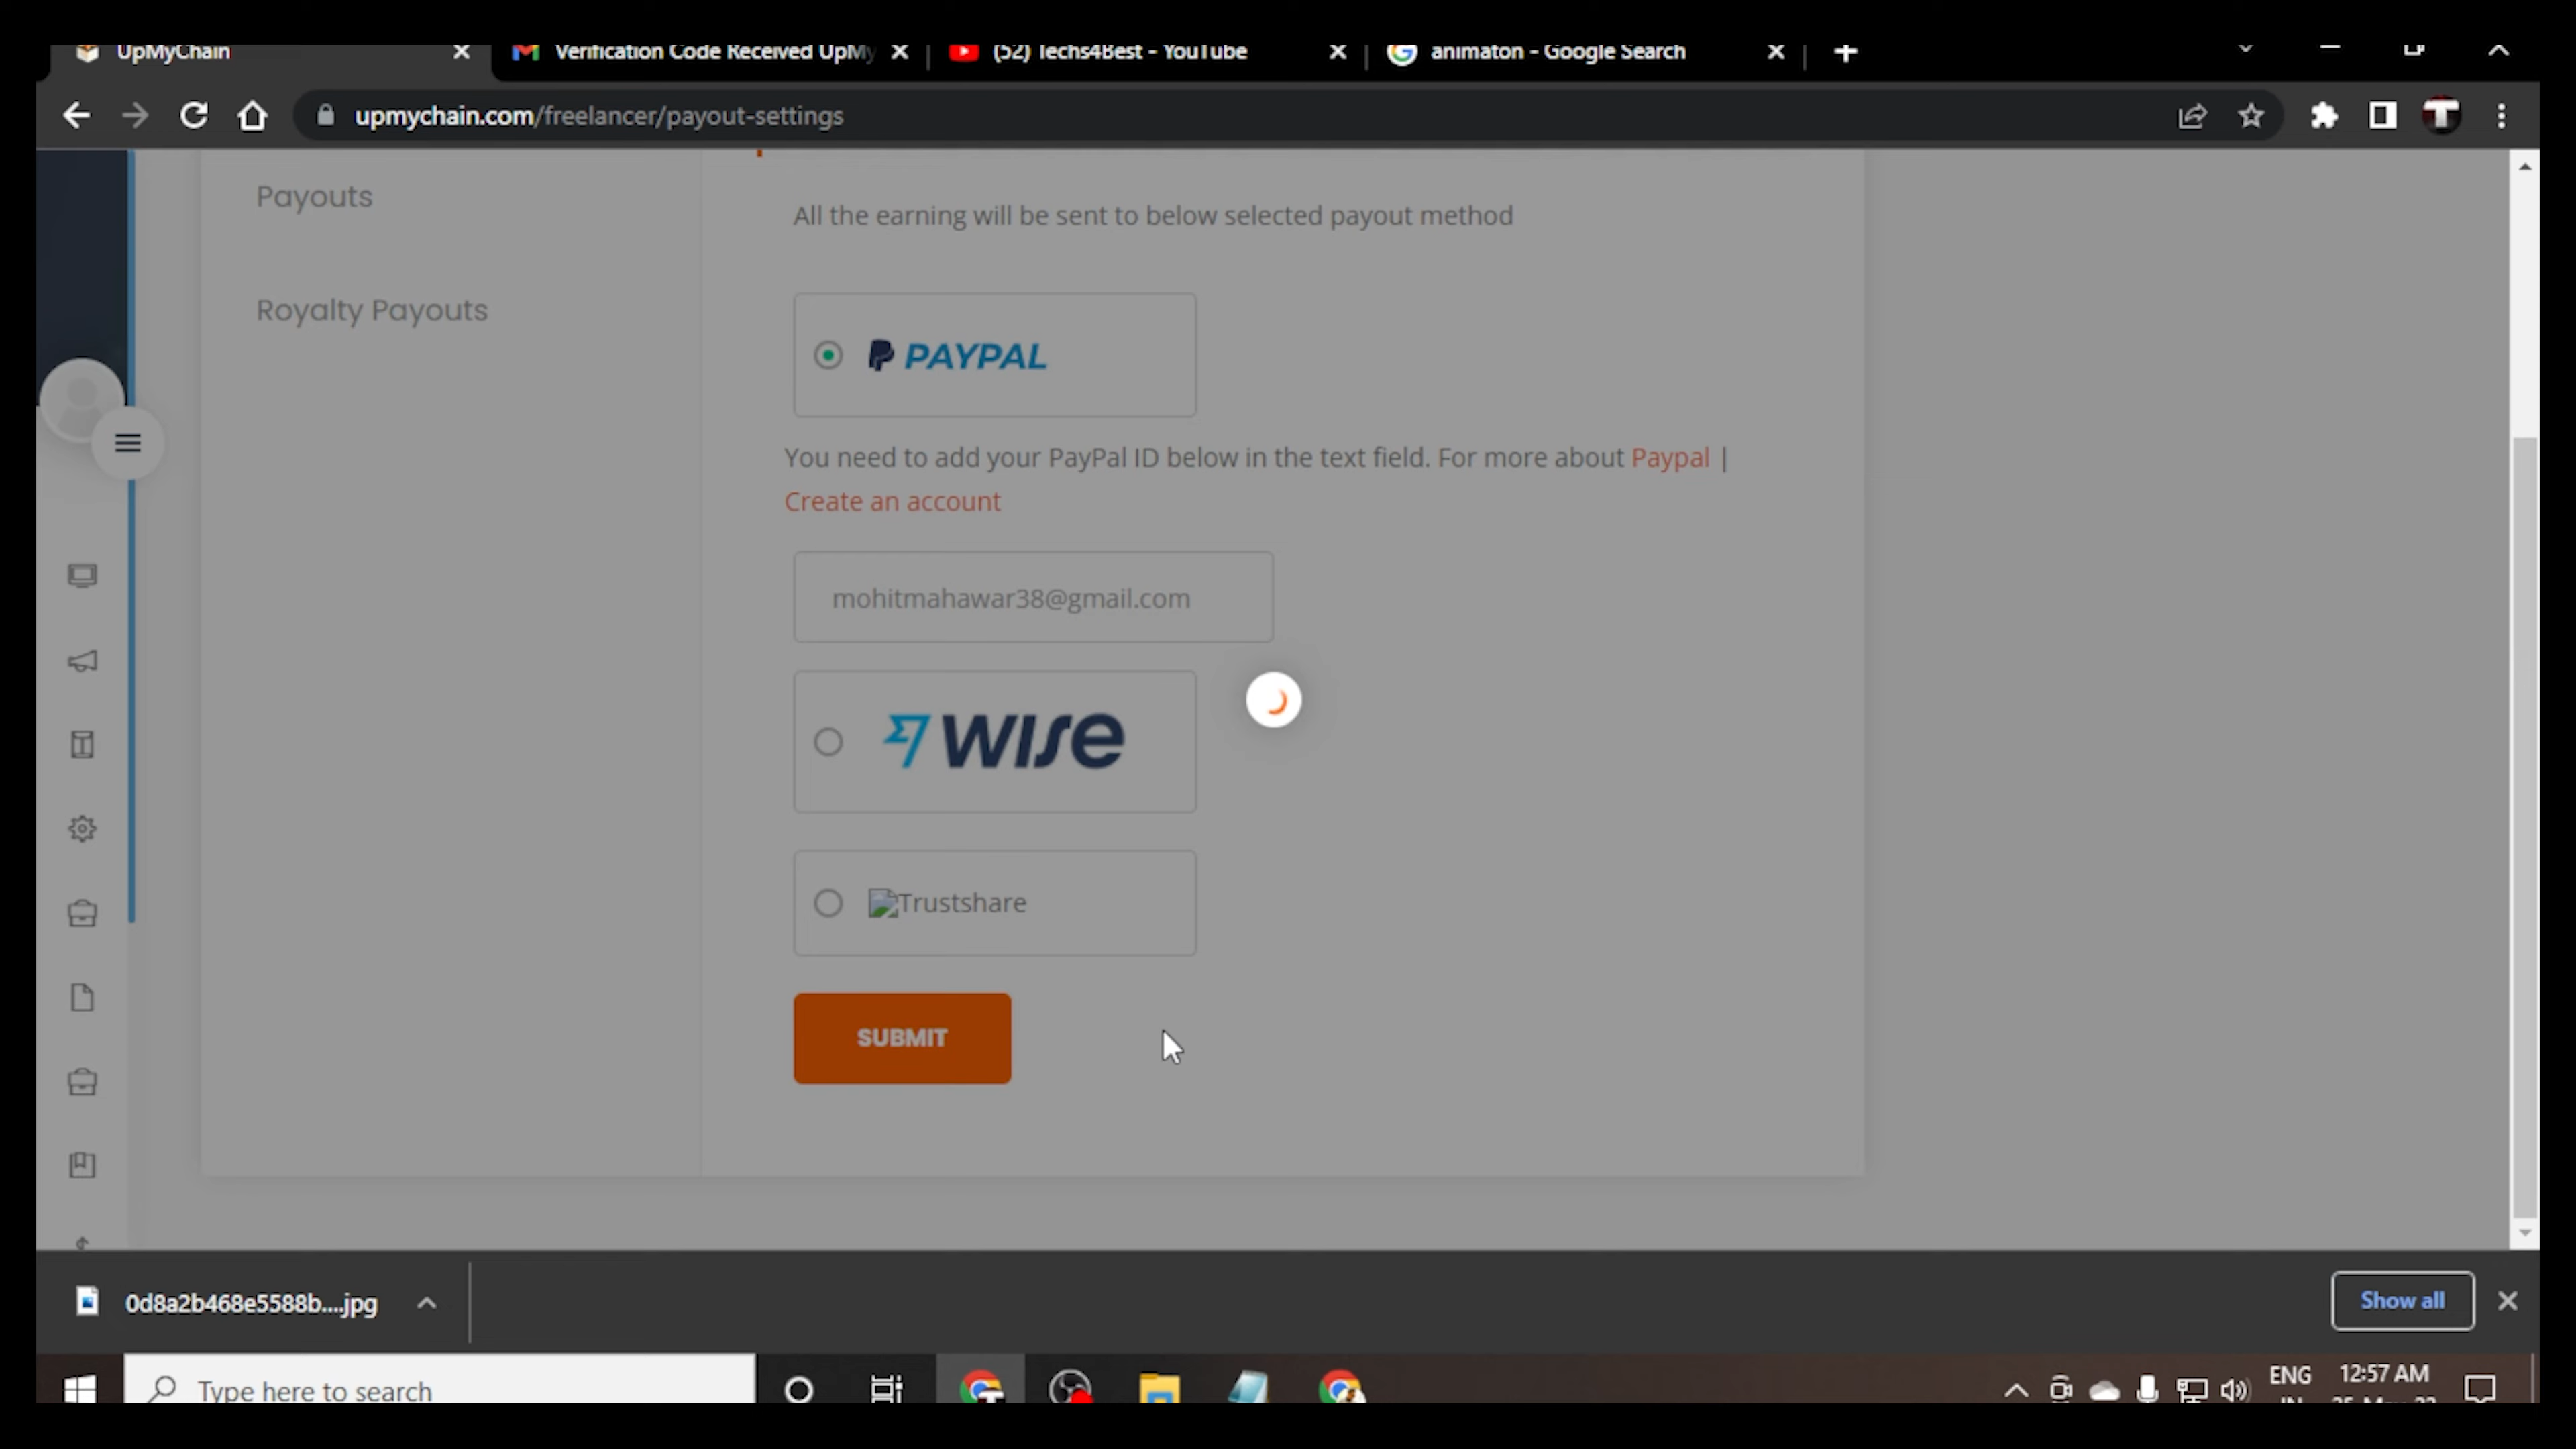 UpMyChain
Verification Code Received UpMy
(52) Techs4Best - YouTube
animaton - Google Search
upmychain.com/freelancer/payout-settings
Payouts
Royalty Payouts
All the earning will be sent to below selected payout method
PAYPAL
You need to add your PayPal ID below in the text field. For more about Paypal |
Create an account
mohitmahawar38@gmail.com
WISE
Trustshare
SUBMIT
0d8a2b468e5588b....jpg
Show all
Type here to search
ENG
12:57 AM